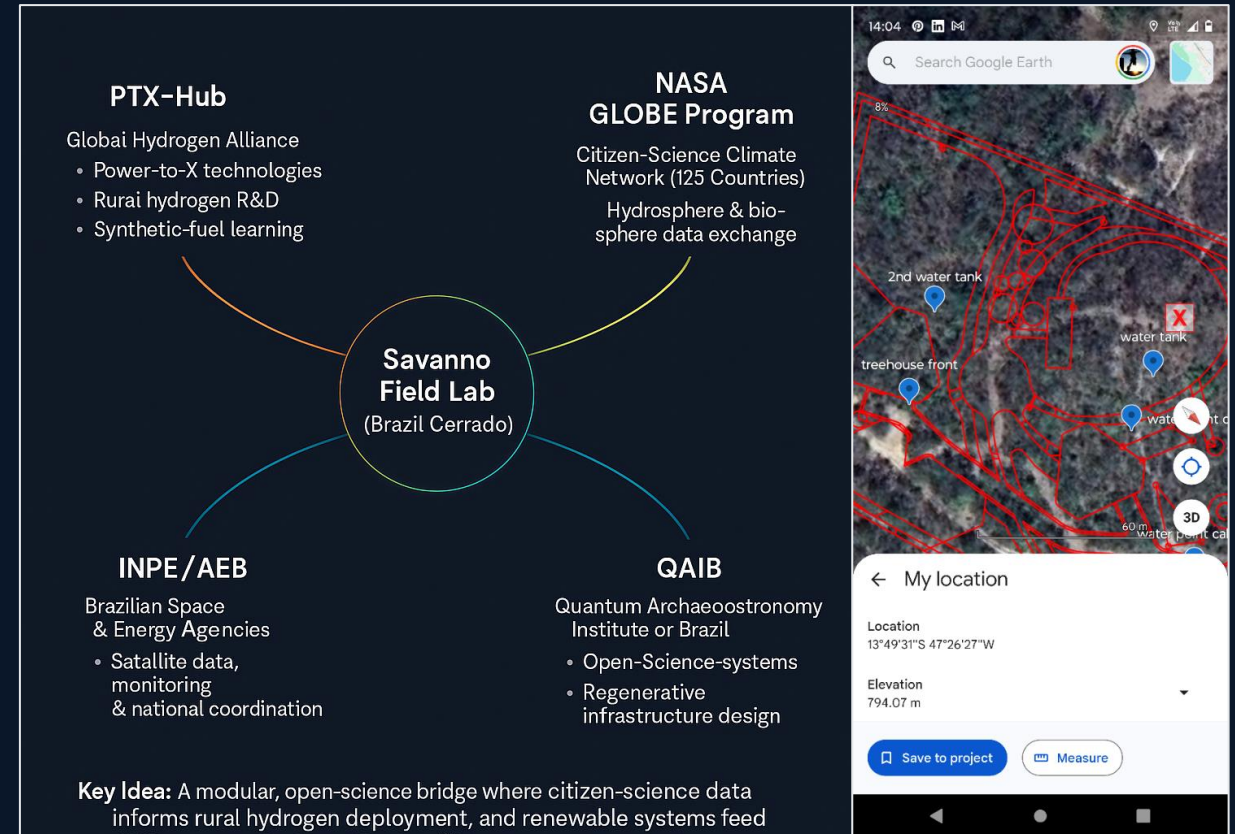 PTX-Hub
Globai Hydrogen Alliance
• Power-to-X technologies
• Rurai hydrogen R&D
• Synthetic-fuel learning
NASA
GLOBE Program
Citizen-Science Climate
Network (125 Countries)
Hydrosphere & bio-
sphere data exchange
Savanno
Field Lab
(Brazil Cerrado)
INPE/AEB
Brazilian Space
& Energy Agencies
• Satallite data,
monitoring
& national coordination
QAIB
Quantum Archaeoostronomy
Institute or Brazil
• Open-Science-systems
• Regenerative
infrastructure design
Key Idea: A modular, open-science bridge where citizen-science data
informs rural hydrogen deployment, and renewable systems feed
14:04
Search Google Earth
8%
2nd water tank
X
water tank
treehouse front
3D
60 m
water point cal
My location
Location
13°49'31"S 47°26'27"W
Elevation
794.07 m
Save to project
Measure